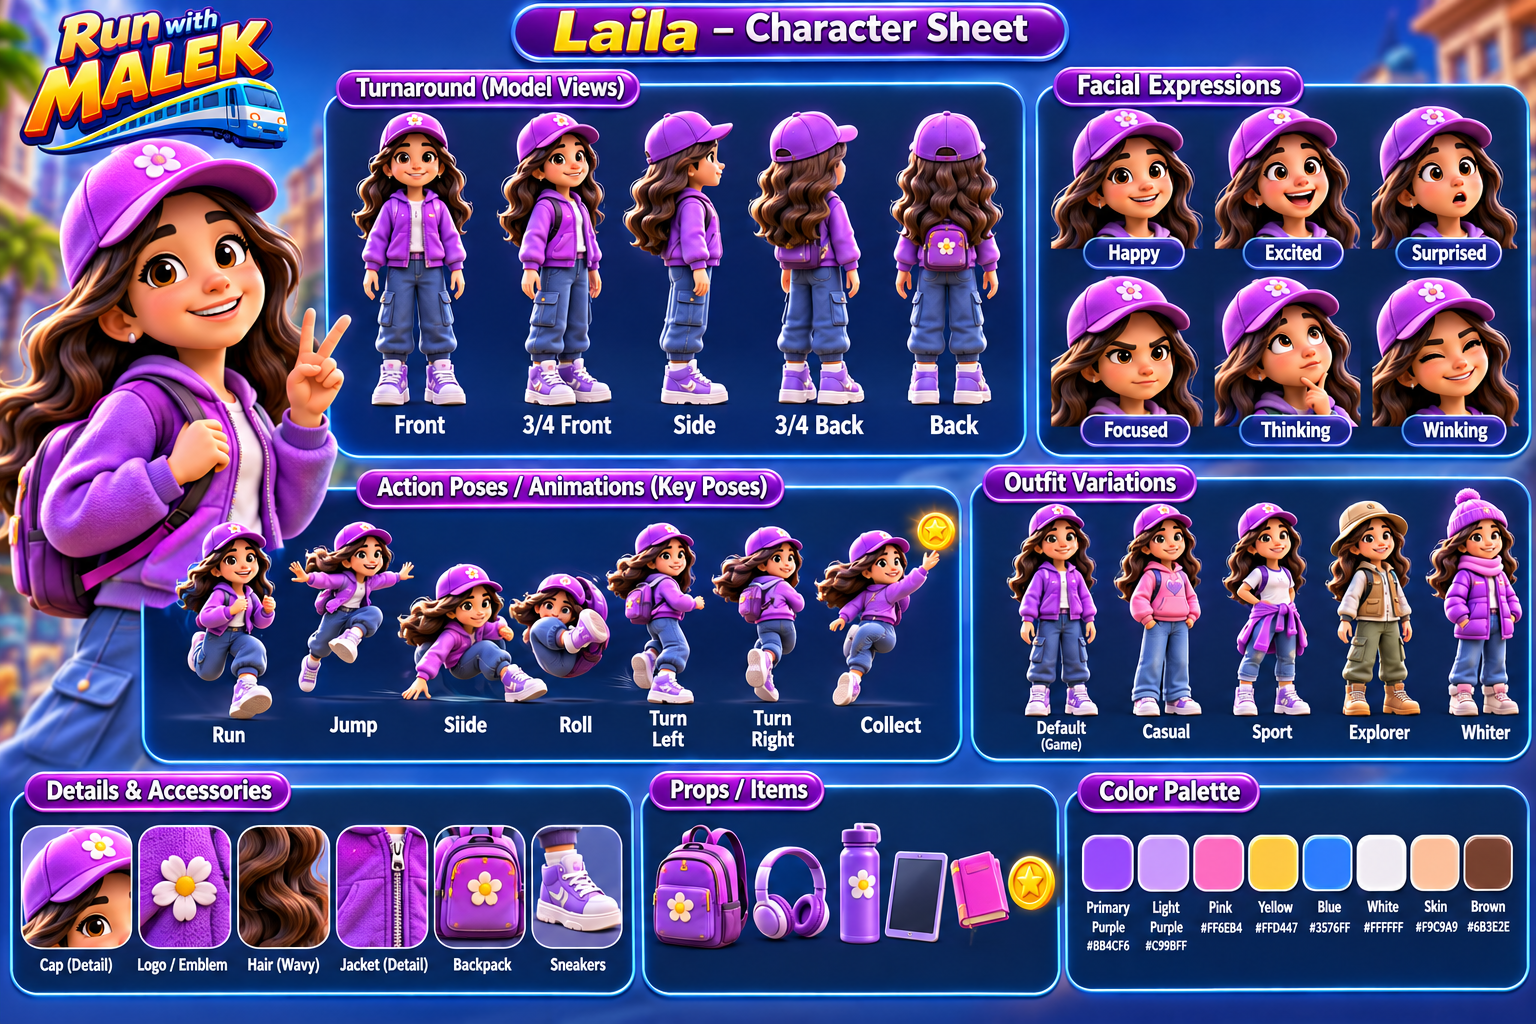 Run with
MALEK
Laila – Character Sheet
Turnaround (Model Views)
Front
3/4 Front
Side
3/4 Back
Back
Facial Expressions
Happy
Excited
Surprised
Focused
Thinking
Winking
Action Poses / Animations (Key Poses)
Run
Jump
Slide
Roll
Turn
Left
Turn
Right
Collect
Outfit Variations
Default
(Game)
Casual
Sport
Explorer
Whiter
Details & Accessories
Cap (Detail)
Logo / Emblem
Hair (Wavy)
Jacket (Detail)
Backpack
Sneakers
Props / Items
Color Palette
Primary
Purple
#BB4CF6
Light
Purple
#C99BFF
Pink
#FF6EB4
Yellow
#FFD447
Blue
#3576FF
White
#FFFFFF
Skin
#F9C9A9
Brown
#6B3E2E